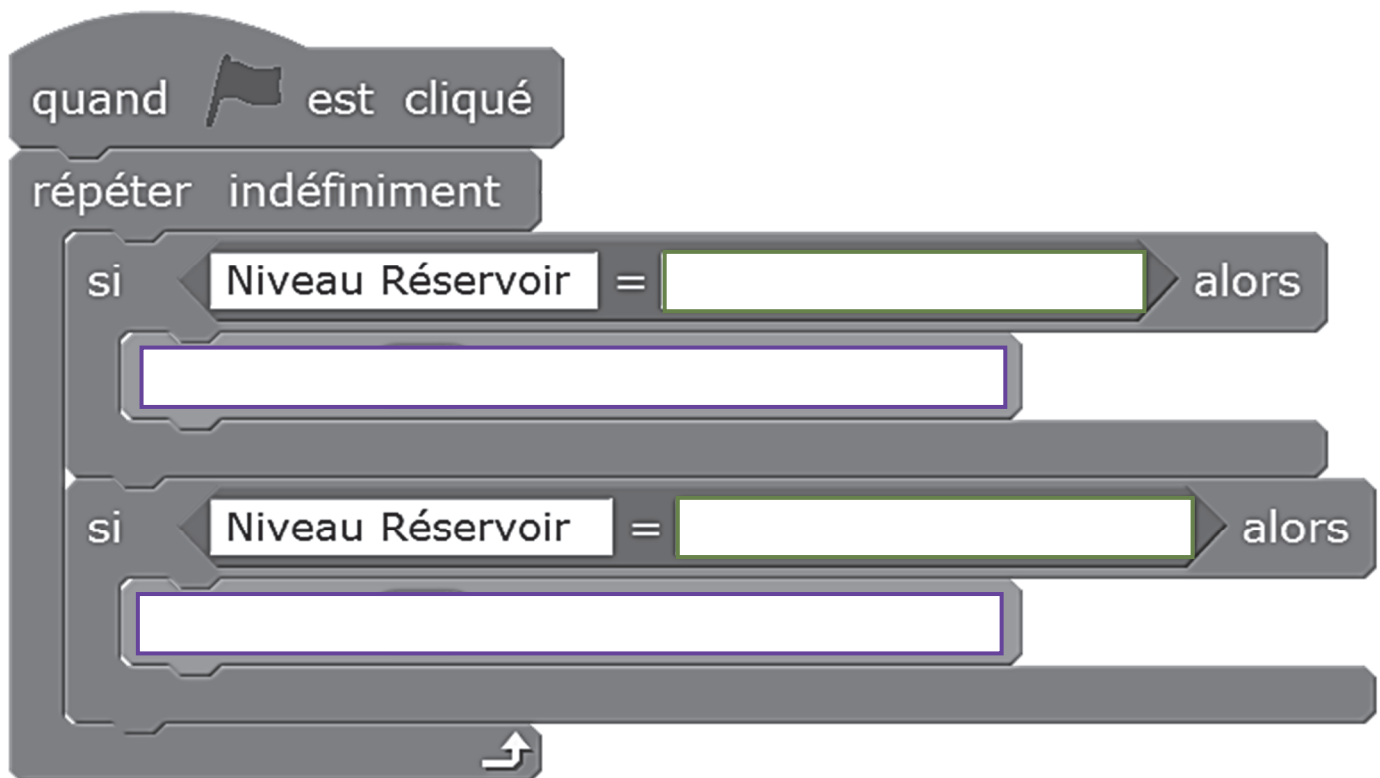 quand est cliqué
répéter indéfiniment
si Niveau Réservoir = alors
si Niveau Réservoir = alors